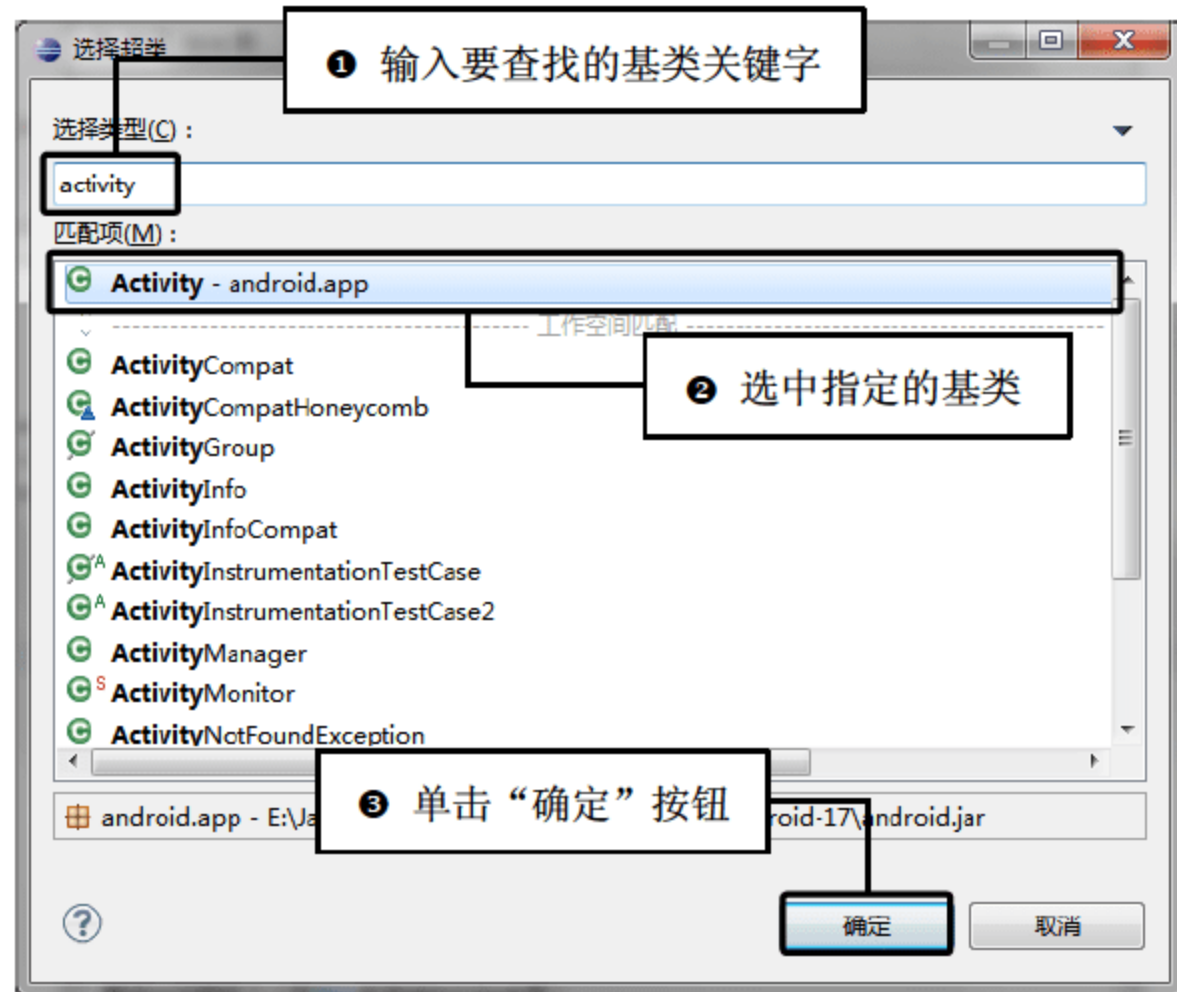 选择超类
❶ 输入要查找的基类关键字
选择类型(C)：
activity
匹配项(M)：
Activity - android.app
工作空间匹配
ActivityCompat
❷ 选中指定的基类
ActivityCompatHoneycomb
ActivityGroup
ActivityInfo
ActivityInfoCompat
ActivityInstrumentationTestCase
ActivityInstrumentationTestCase2
ActivityManager
ActivityMonitor
ActivityNotFoundException
❸ 单击“确定”按钮
android.app - E:\Ja roid-17\android.jar
确定 取消